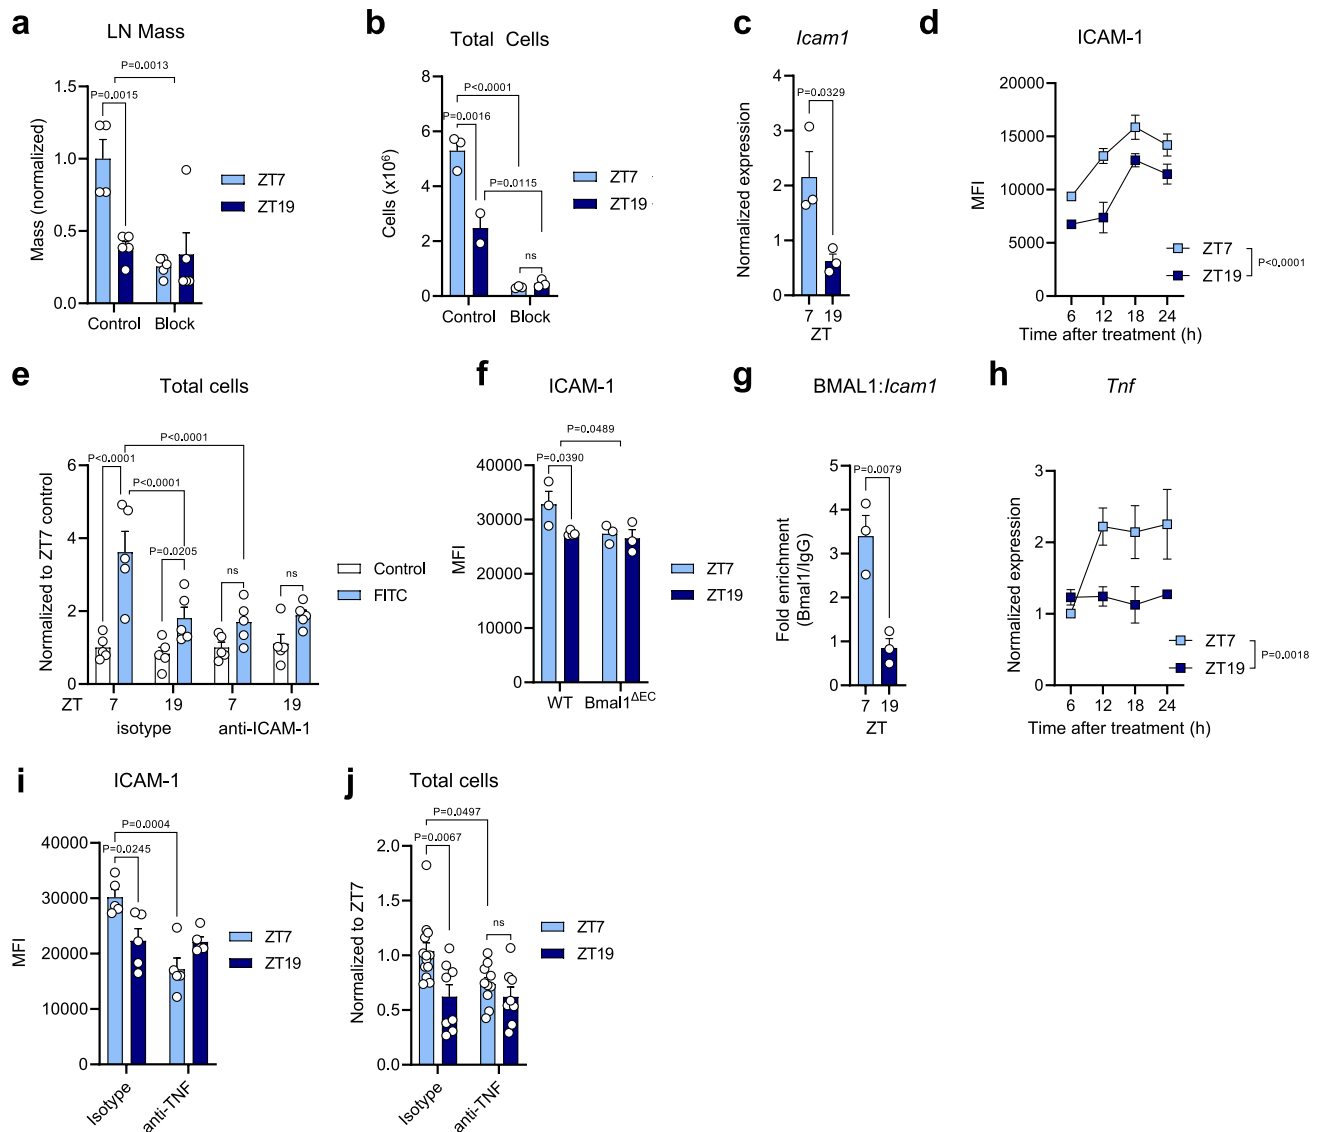 a
LN Mass
P=0.0013
P=0.0015
1.5
1.0
0.5
0.0
Mass (normalized)
Control
Block
ZT7
ZT19
b
Total Cells
P<0.0001
P=0.0016
P=0.0115
ns
8
6
4
2
0
Cells (x10⁶)
Control
Block
ZT7
ZT19
c
Icam1
P=0.0329
4
3
2
1
0
Normalized expression
7 19
ZT
d
ICAM-1
20000
15000
10000
5000
0
MFI
ZT7
ZT19
P<0.0001
6 12 18 24
Time after treatment (h)
e
Total cells
P<0.0001
P<0.0001
P<0.0001
P=0.0205
ns
ns
6
4
2
0
Normalized to ZT7 control
ZT 7 19 7 19
isotype
anti-ICAM-1
Control
FITC
f
ICAM-1
P=0.0489
P=0.0390
40000
30000
20000
10000
0
MFI
WT
Bmal1ΔEC
ZT7
ZT19
g
BMAL1:Icam1
P=0.0079
5
4
3
2
1
0
Fold enrichment
(Bmal1/IgG)
7 19
ZT
h
Tnf
3
2
1
0
Normalized expression
ZT7
ZT19
P=0.0018
6 12 18 24
Time after treatment (h)
i
ICAM-1
P=0.0004
P=0.0245
40000
30000
20000
10000
0
MFI
Isotype
anti-TNF
ZT7
ZT19
j
Total cells
P=0.0497
P=0.0067
ns
2.0
1.5
1.0
0.5
0.0
Normalized to ZT7
Isotype
anti-TNF
ZT7
ZT19